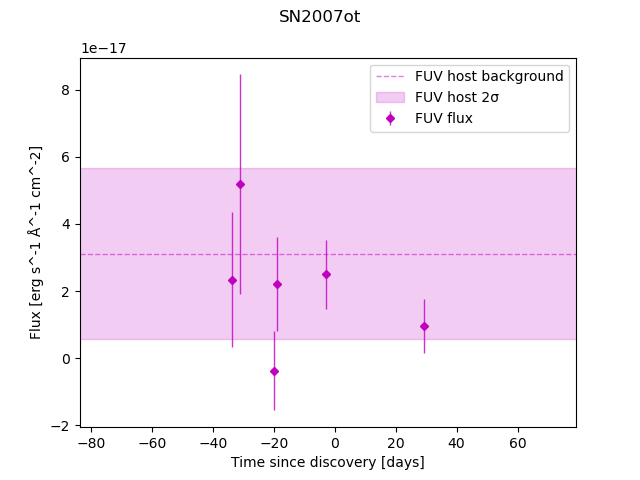 SN2007ot
1e−17
FUV host background
FUV host 2σ
FUV flux
8
6
4
2
0
−2
Flux [erg s^-1 Å^-1 cm^-2]
−80 −60 −40 −20 0 20 40 60
Time since discovery [days]